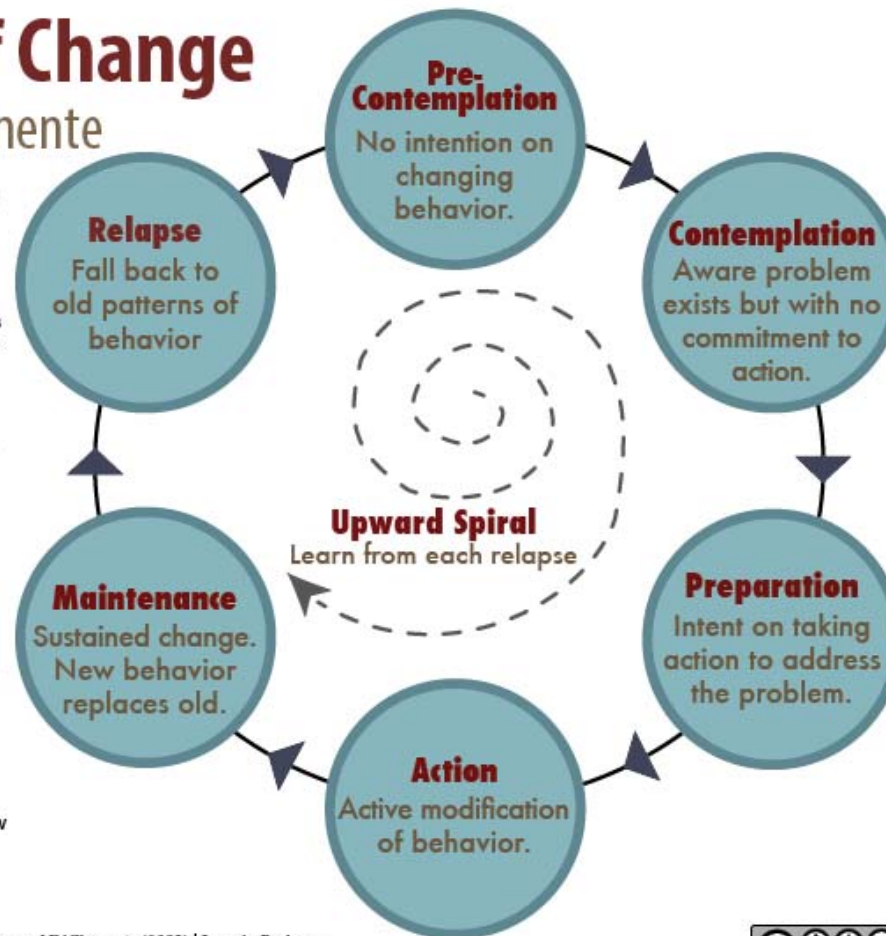 f Change
nente
Pre-
Contemplation
No intention on
changing
behavior.
Contemplation
Aware problem
exists but with no
commitment to
action.
Preparation
Intent on taking
action to address
the problem.
Action
Active modification
of behavior.
Maintenance
Sustained change.
New behavior
replaces old.
Relapse
Fall back to
old patterns of
behavior
Upward Spiral
Learn from each relapse